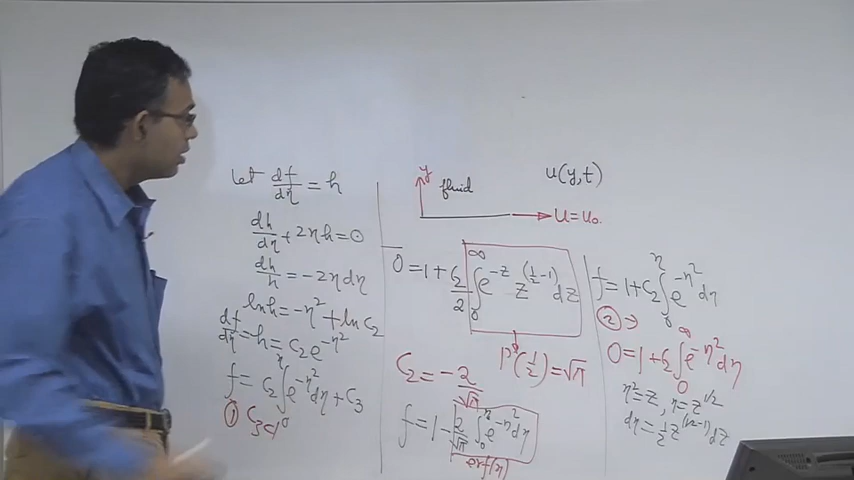 let df/dη = h
dh/dη + 2ηh = 0
dh/h = -2η dη
ln h = -η² + ln C₂
df/dη = h = C₂ e^{-η²}
f = C₂ ∫₀^η e^{-η²} dη + C₃
① C₃ = 1
y
fluid
u(y,t)
u = u₀
0 = 1 + C₂/2 ∫₀^∞ e^{-z} z^{(1/2 - 1)} dz
Γ(1/2) = √π
C₂ = -2/√π
f = 1 - 2/√π ∫₀^η e^{-η²} dη
erf(η)
f = 1 + C₂ ∫₀^η e^{-η²} dη
② ⇒
0 = 1 + C₂ ∫₀^∞ e^{-η²} dη
η² = z, η = z^{1/2}
dη = 1/2 z^{(1/2 - 1)} dz